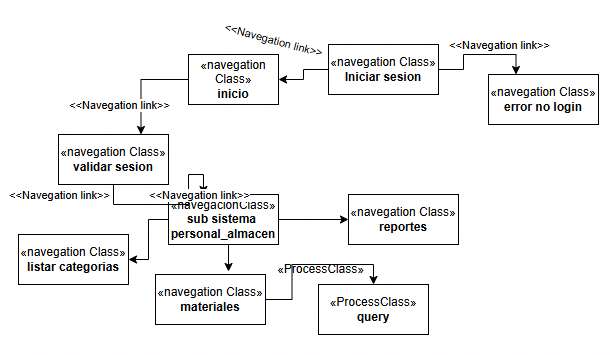 <<Navegation link>>
<<Navegation link>>
«navegation
Class»
inicio
«navegation Class»
Iniciar sesion
«navegation Class»
error no login
<<Navegation link>>
«navegation Class»
validar sesion
<<Navegation link>>
<<Navegation link>>
«navegacionClass»
sub sistema
personal_almacen
«navegation Class»
reportes
«navegation Class»
listar categorias
«ProcessClass»
«navegation Class»
materiales
«ProcessClass»
query